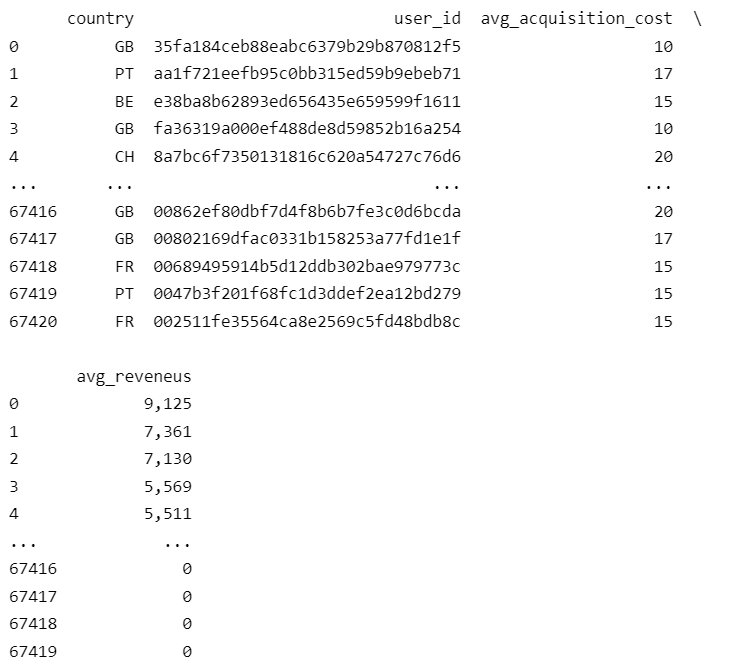 country user_id avg_acquisition_cost \
0 GB 35fa184ceb88eabc6379b29b870812f5 10
1 PT aa1f721eefb95c0bb315ed59b9ebeb71 17
2 BE e38ba8b62893ed656435e659599f1611 15
3 GB fa36319a000ef488de8d59852b16a254 10
4 CH 8a7bc6f7350131816c620a54727c76d6 20
... ... ... ...
67416 GB 00862ef80dbf7d4f8b6b7fe3c0d6bcda 20
67417 GB 00802169dfac0331b158253a77fd1e1f 17
67418 FR 00689495914b5d12ddb302bae979773c 15
67419 PT 0047b3f201f68fc1d3ddef2ea12bd279 15
67420 FR 002511fe35564ca8e2569c5fd48bdb8c 15
avg_reveneus
0 9,125
1 7,361
2 7,130
3 5,569
4 5,511
... ...
67416 0
67417 0
67418 0
67419 0